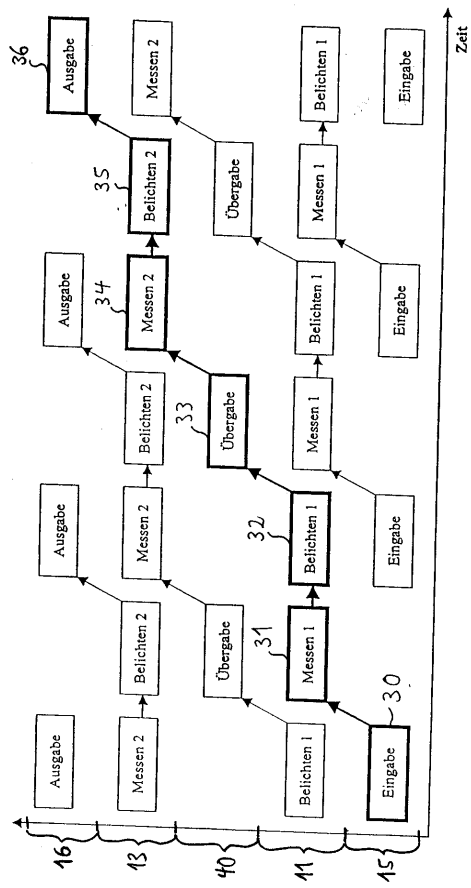 36
16 Ausgabe Ausgabe Ausgabe Ausgabe
34 35
13 Messen 2 Belichten 2 Messen 2 Belichten 2 Messen 2 Belichten 2 Messen 2
33
40 Übergabe Übergabe Übergabe
31 32
11 Belichten 1 Messen 1 Belichten 1 Messen 1 Belichten 1 Messen 1 Belichten 1
30
15 Eingabe Eingabe Eingabe Eingabe
Zeit